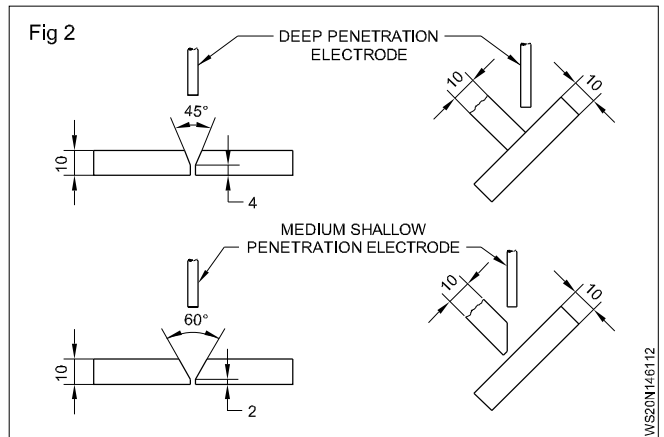 Fig 2
DEEP PENETRATION
ELECTRODE
45°
10
4
10
10
MEDIUM SHALLOW
PENETRATION ELECTRODE
60°
10
2
10
10
WS20N146112